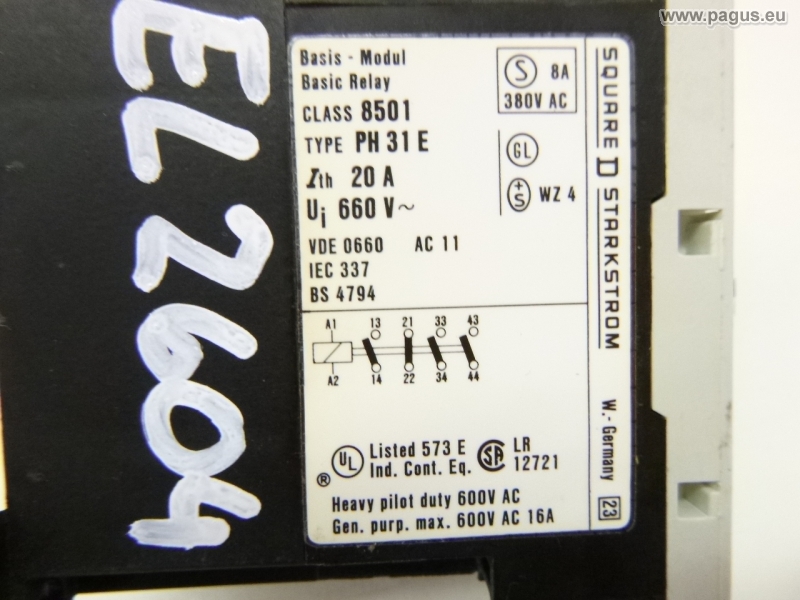 www.pagus.eu
EL2604
Basis - Modul
Basic Relay
CLASS 8501
TYPE PH 31 E
Ith 20 A
Ui 660 V~
VDE 0660 AC 11
IEC 337
BS 4794
S 8A
380V AC
GL
+S WZ 4
A1 13 21 33 43
A2 14 22 34 44
UL ® Listed 573 E
Ind. Cont. Eq.
SA LR
12721
Heavy pilot duty 600V AC
Gen. purp. max. 600V AC 16A
SQUARE D STARKSTROM
W.-Germany 23